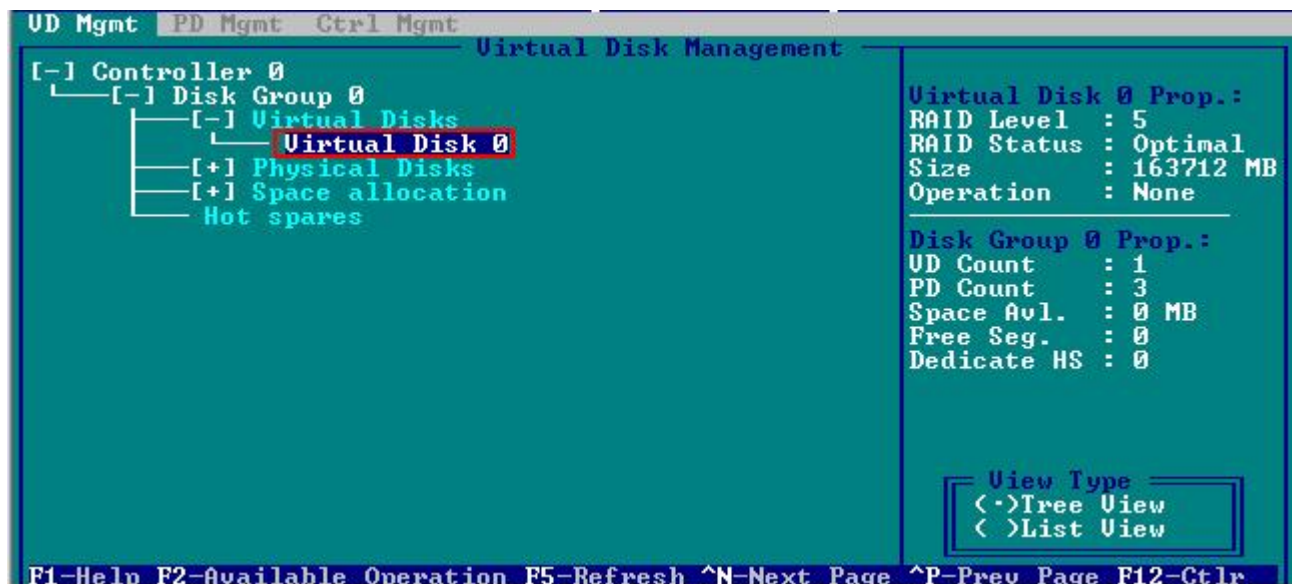 VD Mgmt PD Mgmt Ctrl Mgmt
Virtual Disk Management
[-] Controller 0
[-] Disk Group 0
[-] Virtual Disks
Virtual Disk 0
[+] Physical Disks
[+] Space allocation
Hot spares
Virtual Disk 0 Prop.:
RAID Level : 5
RAID Status : Optimal
Size : 163712 MB
Operation : None
Disk Group 0 Prop.:
VD Count : 1
PD Count : 3
Space Avl. : 0 MB
Free Seg. : 0
Dedicate HS : 0
View Type
(·)Tree View
( )List View
F1-Help F2-Available Operation F5-Refresh ^N-Next Page ^P-Prev Page F12-Ctlr